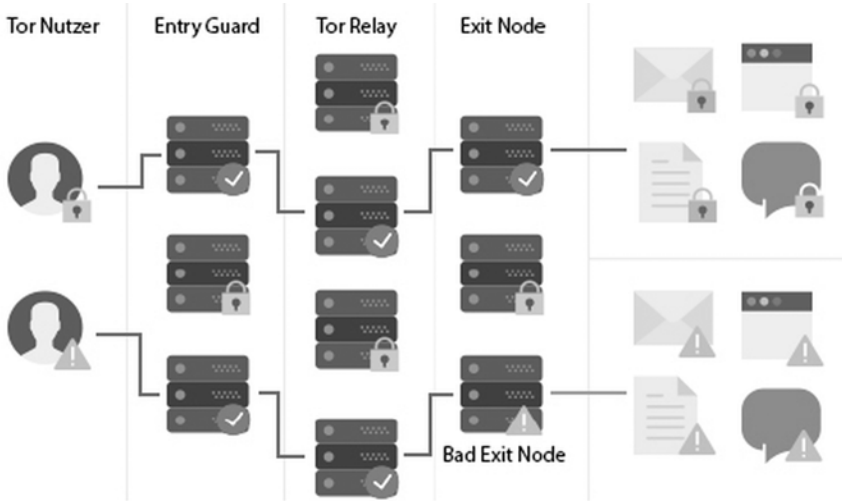 Tor Nutzer
Entry Guard
Tor Relay
Exit Node
Bad Exit Node